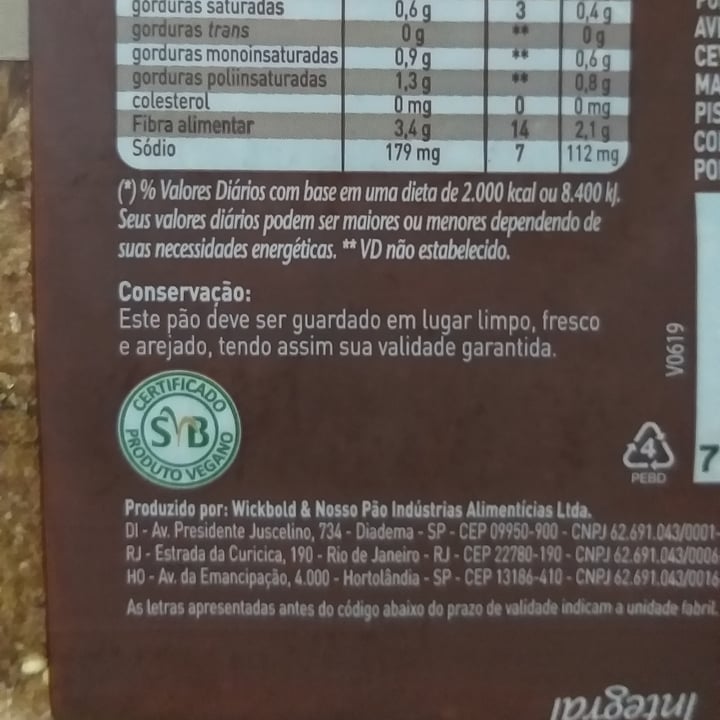 gorduras saturadas 0,6 g 3 0,4 g
gorduras trans 0 g ** 0 g
gorduras monoinsaturadas 0,9 g ** 0,6 g
gorduras poliinsaturadas 1,3 g ** 0,8 g
colesterol 0 mg 0 0 mg
Fibra alimentar 3,4 g 14 2,1 g
Sódio 179 mg 7 112 mg
(*) % Valores Diários com base em uma dieta de 2.000 kcal ou 8.400 kJ.
Seus valores diários podem ser maiores ou menores dependendo de
suas necessidades energéticas. ** VD não estabelecido.
Conservação:
Este pão deve ser guardado em lugar limpo, fresco
e arejado, tendo assim sua validade garantida.
CERTIFICADO
SVB
PRODUTO VEGANO
V0619
4
PEBD
7
Produzido por: Wickbold & Nosso Pão Indústrias Alimentícias Ltda.
DI - Av. Presidente Juscelino, 734 - Diadema - SP - CEP 09950-900 - CNPJ 62.691.043/0001-
RJ - Estrada da Curicica, 190 - Rio de Janeiro - RJ - CEP 22780-190 - CNPJ 62.691.043/0006
HO - Av. da Emancipação, 4.000 - Hortolândia - SP - CEP 13186-410 - CNPJ 62.691.043/0016
As letras apresentadas antes do código abaixo do prazo de validade indicam a unidade fabril.
Integral